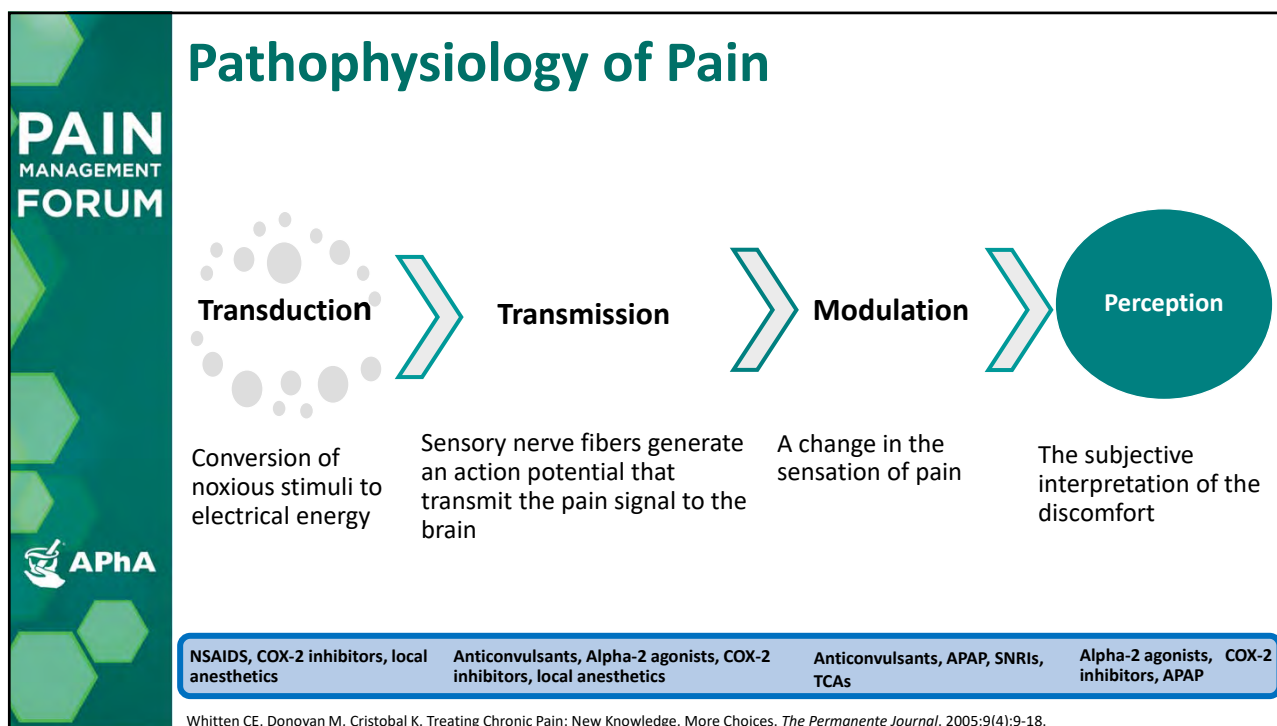 Pathophysiology of Pain
PAIN
MANAGEMENT
FORUM
Transduction
Transmission
Modulation
Perception
Conversion of
noxious stimuli to
electrical energy
Sensory nerve fibers generate
an action potential that
transmit the pain signal to the
brain
A change in the
sensation of pain
The subjective
interpretation of the
discomfort
APhA
NSAIDS, COX-2 inhibitors, local
anesthetics
Anticonvulsants, Alpha-2 agonists, COX-2
inhibitors, local anesthetics
Anticonvulsants, APAP, SNRIs,
TCAs
Alpha-2 agonists, COX-2
inhibitors, APAP
Whitten CE, Donovan M, Cristobal K. Treating Chronic Pain: New Knowledge, More Choices. The Permanente Journal. 2005;9(4):9-18.